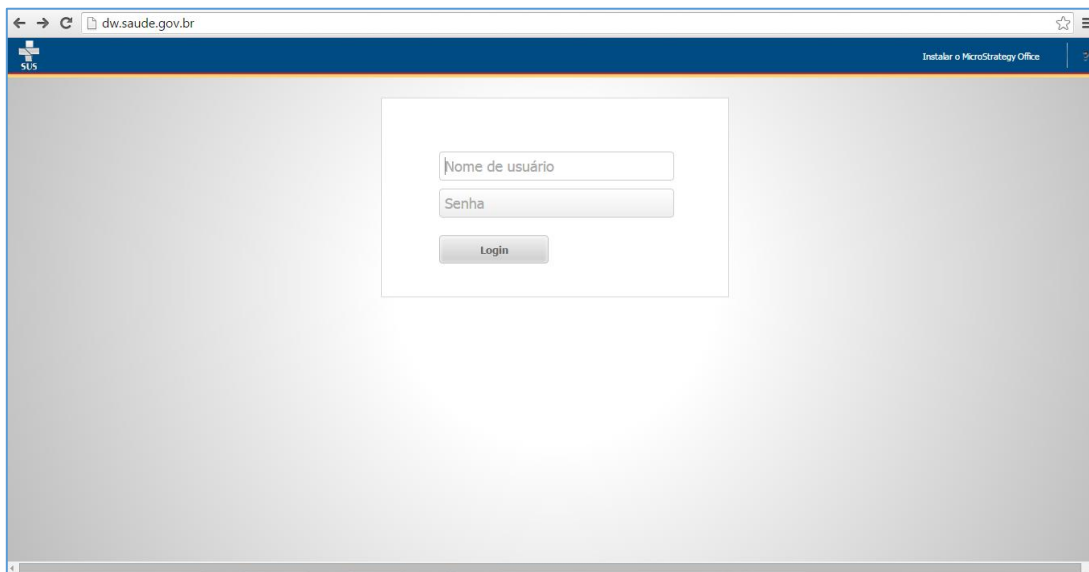 dw.saude.gov.br
SUS
Instalar o MicroStrategy Office
?
Nome de usuário
Senha
Login